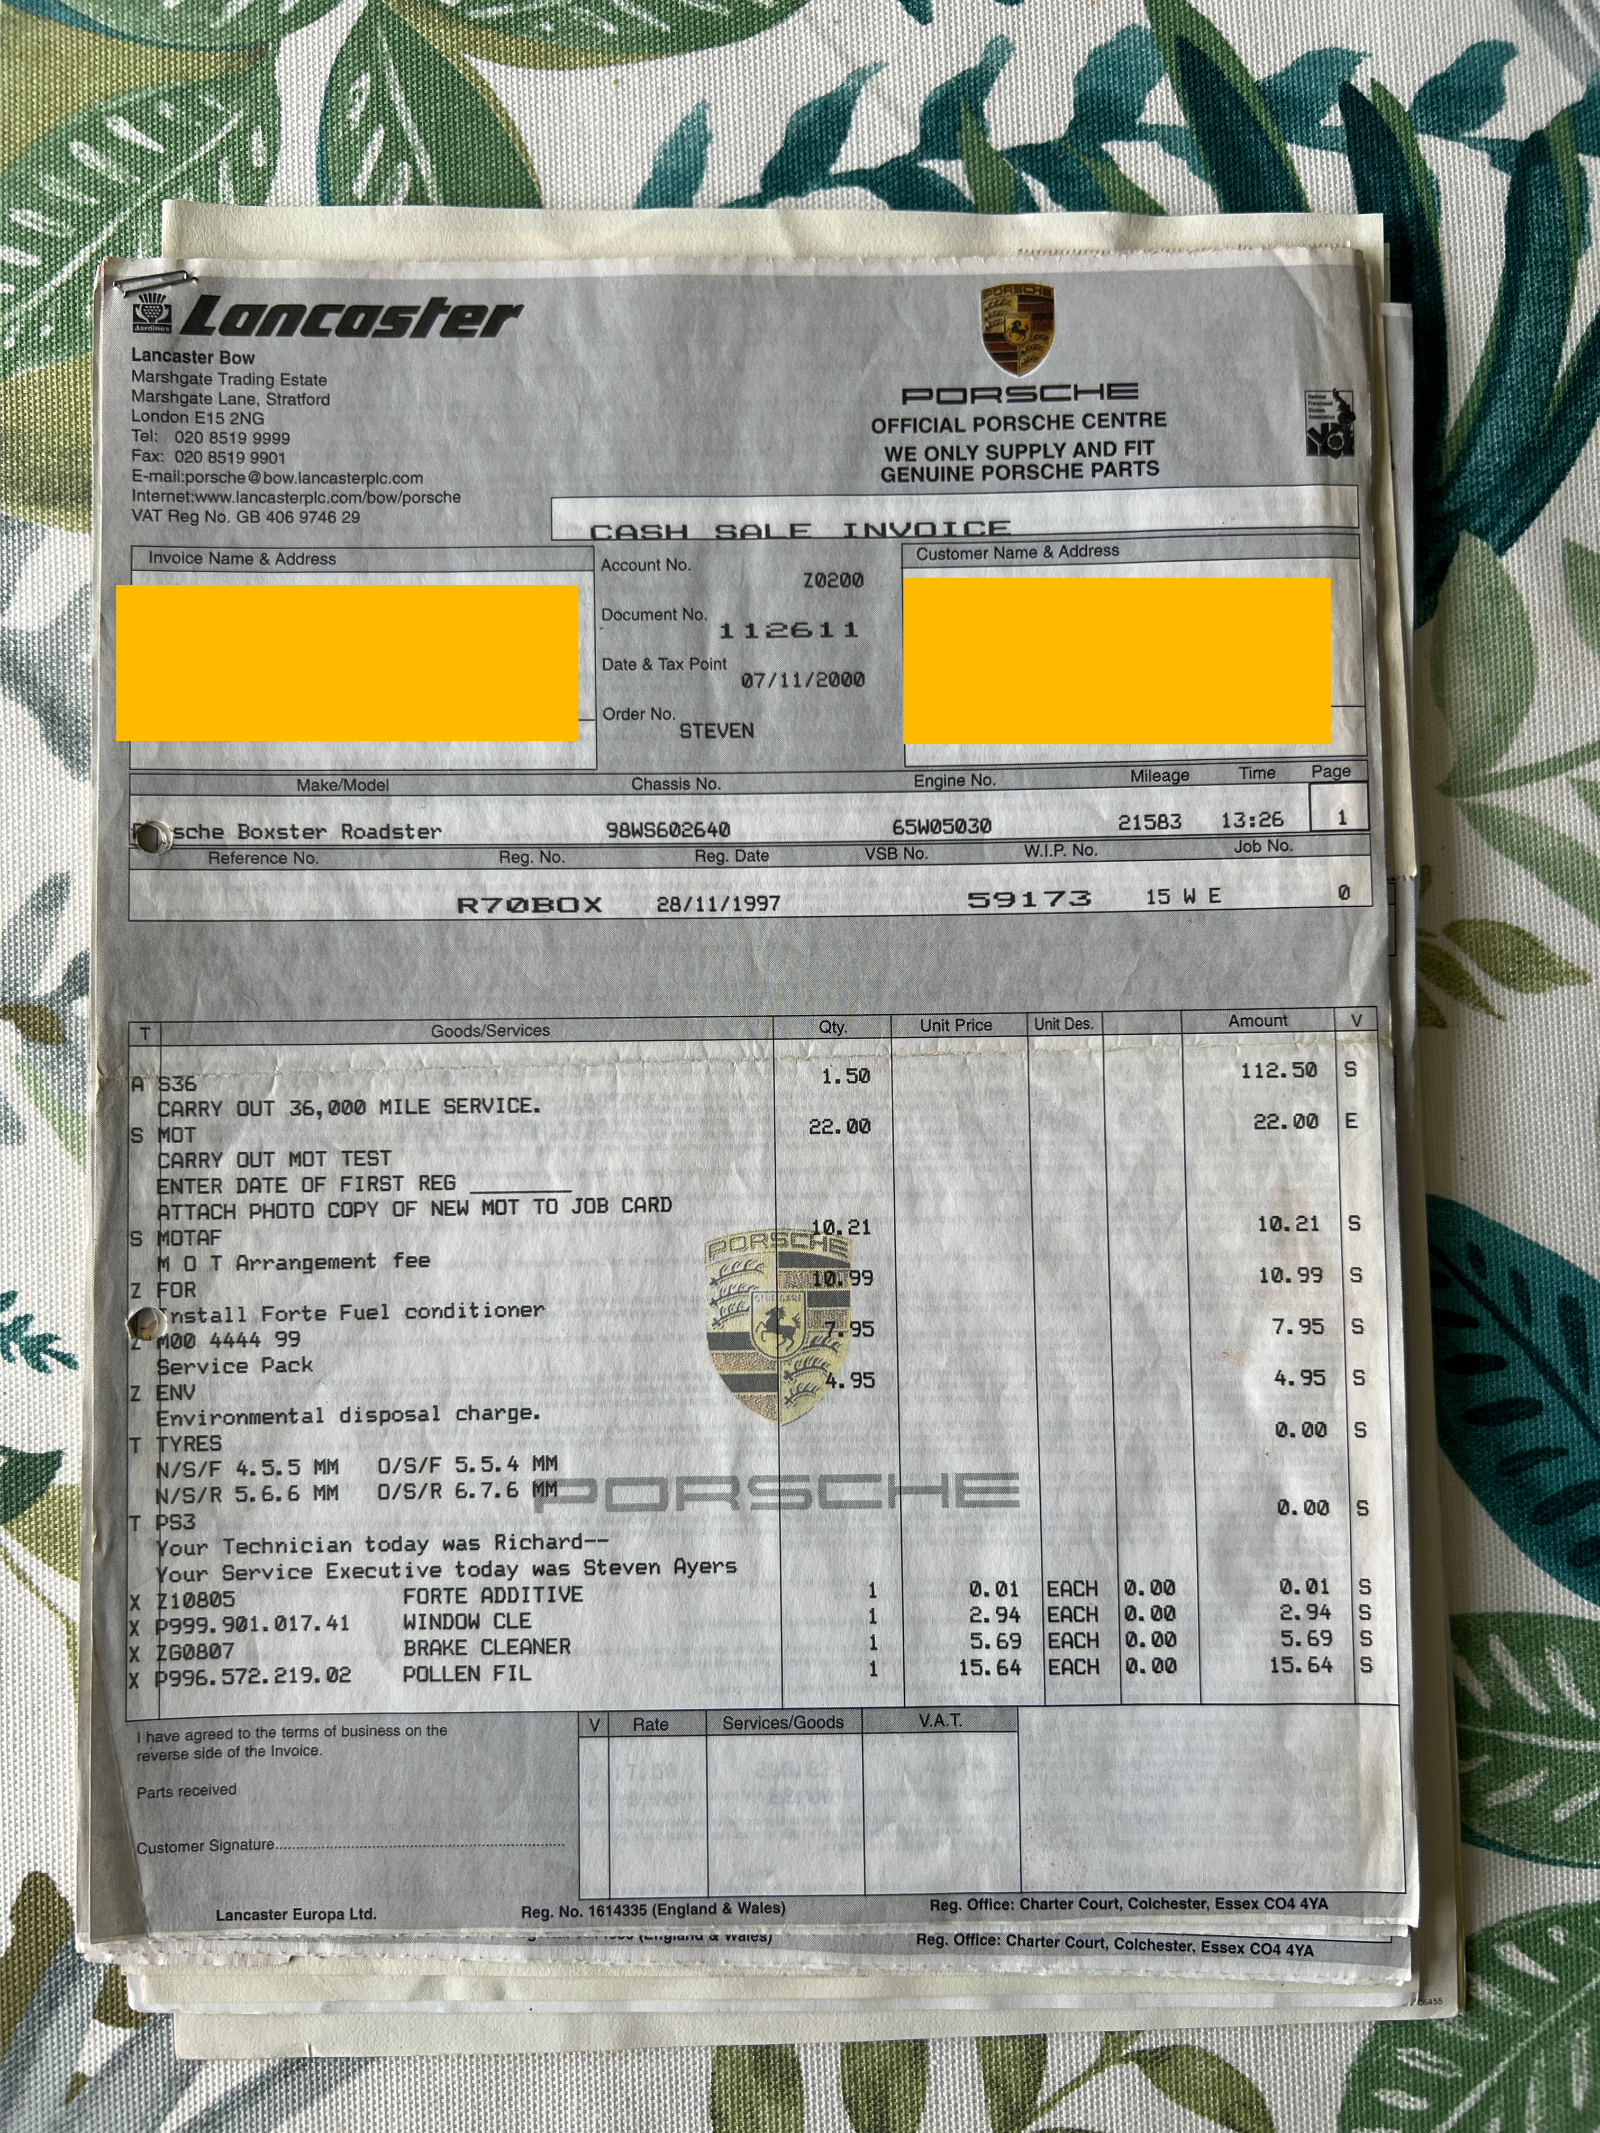 Jardines
Lancaster
Lancaster Bow
Marshgate Trading Estate
Marshgate Lane, Stratford
London E15 2NG
Tel: 020 8519 9999
Fax: 020 8519 9901
E-mail:porsche@bow.lancasterplc.com
Internet:www.lancasterplc.com/bow/porsche
VAT Reg No. GB 406 9746 29
PORSCHE
PORSCHE
OFFICIAL PORSCHE CENTRE
WE ONLY SUPPLY AND FIT
GENUINE PORSCHE PARTS
CASH SALE INVOICE
Invoice Name & Address
Account No. Z0200
Document No. 112611
Date & Tax Point 07/11/2000
Order No. STEVEN
Customer Name & Address
Make/Model Chassis No. Engine No. Mileage Time Page
sche Boxster Roadster 98WS602640 65W05030 21583 13:26 1
Reference No. Reg. No. Reg. Date VSB No. W.I.P. No. Job No.
R70BOX 28/11/1997 59173 15 W E 0
T Goods/Services Qty. Unit Price Unit Des. Amount V
A S36 1.50 112.50 S
CARRY OUT 36,000 MILE SERVICE.
S MOT 22.00 22.00 E
CARRY OUT MOT TEST
ENTER DATE OF FIRST REG ________
ATTACH PHOTO COPY OF NEW MOT TO JOB CARD
S MOTAF 10.21 10.21 S
M O T Arrangement fee
Z FOR 10.99 10.99 S
Install Forte Fuel conditioner
Z M00 4444 99 7.95 7.95 S
Service Pack
Z ENV 4.95 4.95 S
Environmental disposal charge.
T TYRES 0.00 S
N/S/F 4.5.5 MM O/S/F 5.5.4 MM
N/S/R 5.6.6 MM O/S/R 6.7.6 MM
PORSCHE
PORSCHE
T PS3 0.00 S
Your Technician today was Richard--
Your Service Executive today was Steven Ayers
X Z10805 FORTE ADDITIVE 1 0.01 EACH 0.00 0.01 S
X P999.901.017.41 WINDOW CLE 1 2.94 EACH 0.00 2.94 S
X ZG0807 BRAKE CLEANER 1 5.69 EACH 0.00 5.69 S
X P996.572.219.02 POLLEN FIL 1 15.64 EACH 0.00 15.64 S
I have agreed to the terms of business on the
reverse side of the Invoice.
Parts received
Customer Signature
V Rate Services/Goods V.A.T.
Lancaster Europa Ltd. Reg. No. 1614335 (England & Wales) Reg. Office: Charter Court, Colchester, Essex CO4 4YA
(England & Wales) Reg. Office: Charter Court, Colchester, Essex CO4 4YA